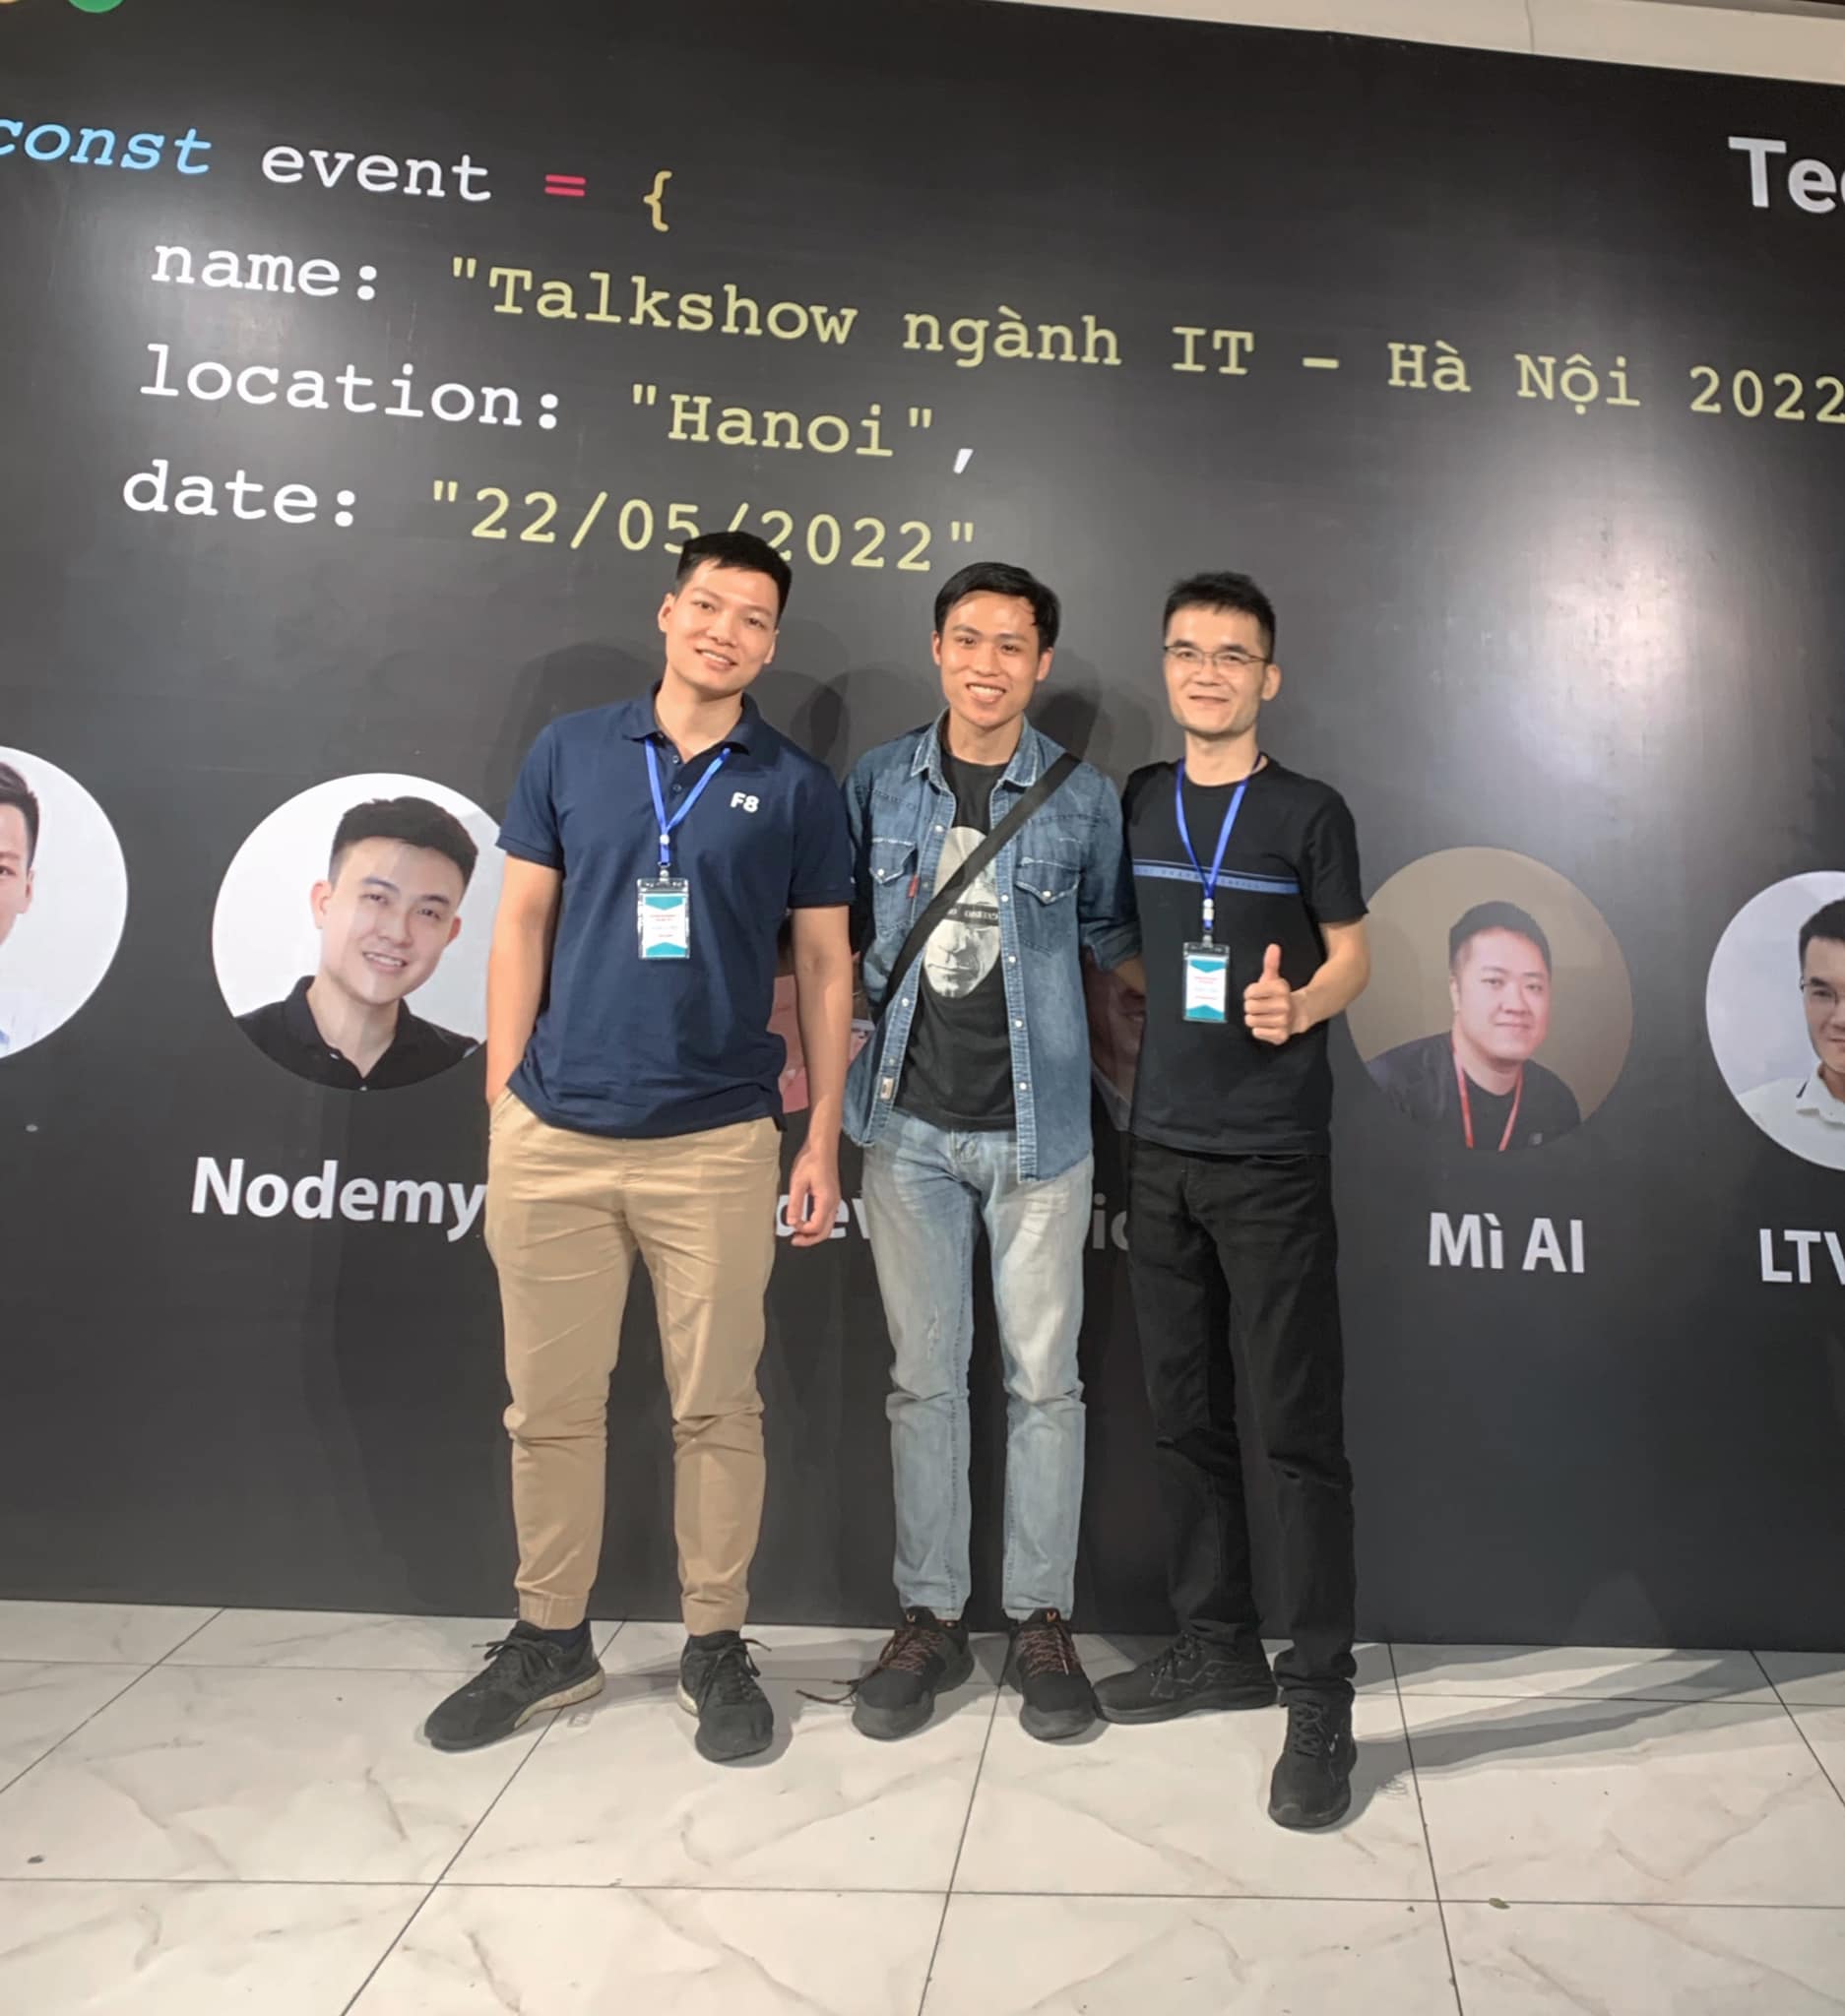 const event = {
name: "Talkshow ngành IT - Hà Nội 2022
location: "Hanoi",
date: "22/05/2022"
F8
Nodemy
Mì AI